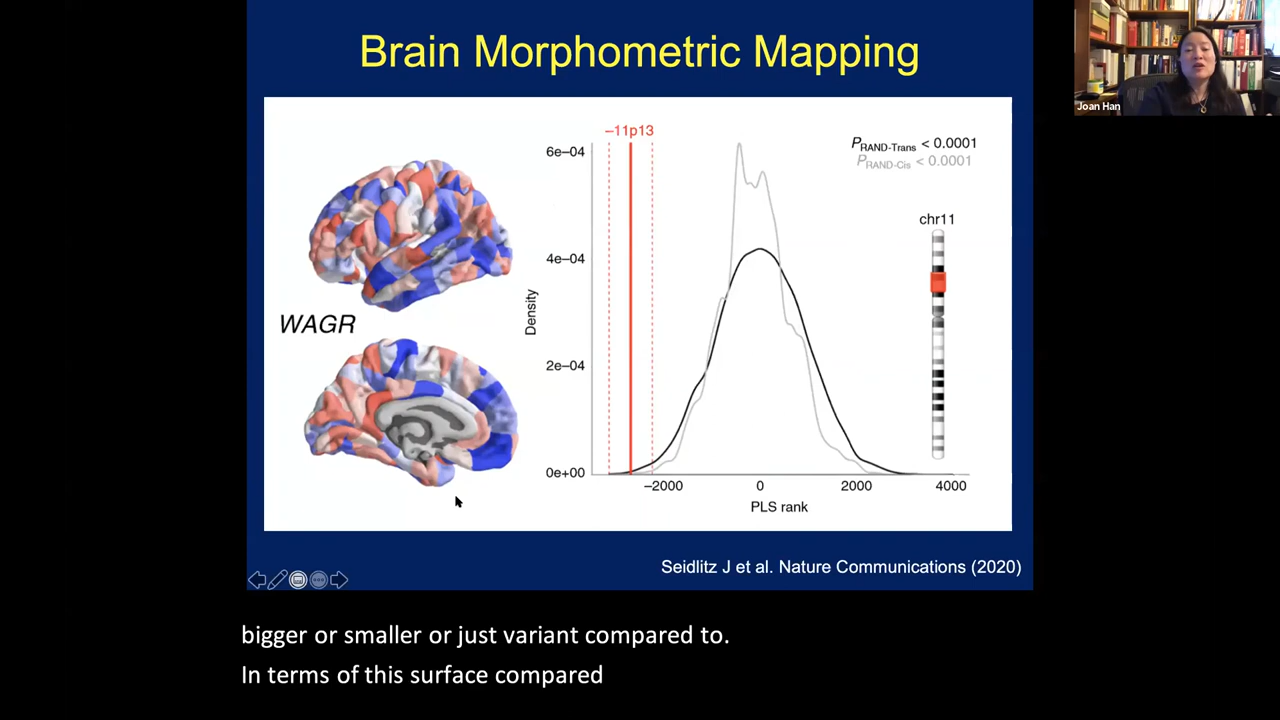 Brain Morphometric Mapping
Joan Han
–11p13
6e–04
4e–04
2e–04
0e+00
Density
–2000
0
2000
4000
PLS rank
PRAND-Trans < 0.0001
PRAND-Cis < 0.0001
chr11
WAGR
Seidlitz J et al. Nature Communications (2020)
bigger or smaller or just variant compared to.
In terms of this surface compared